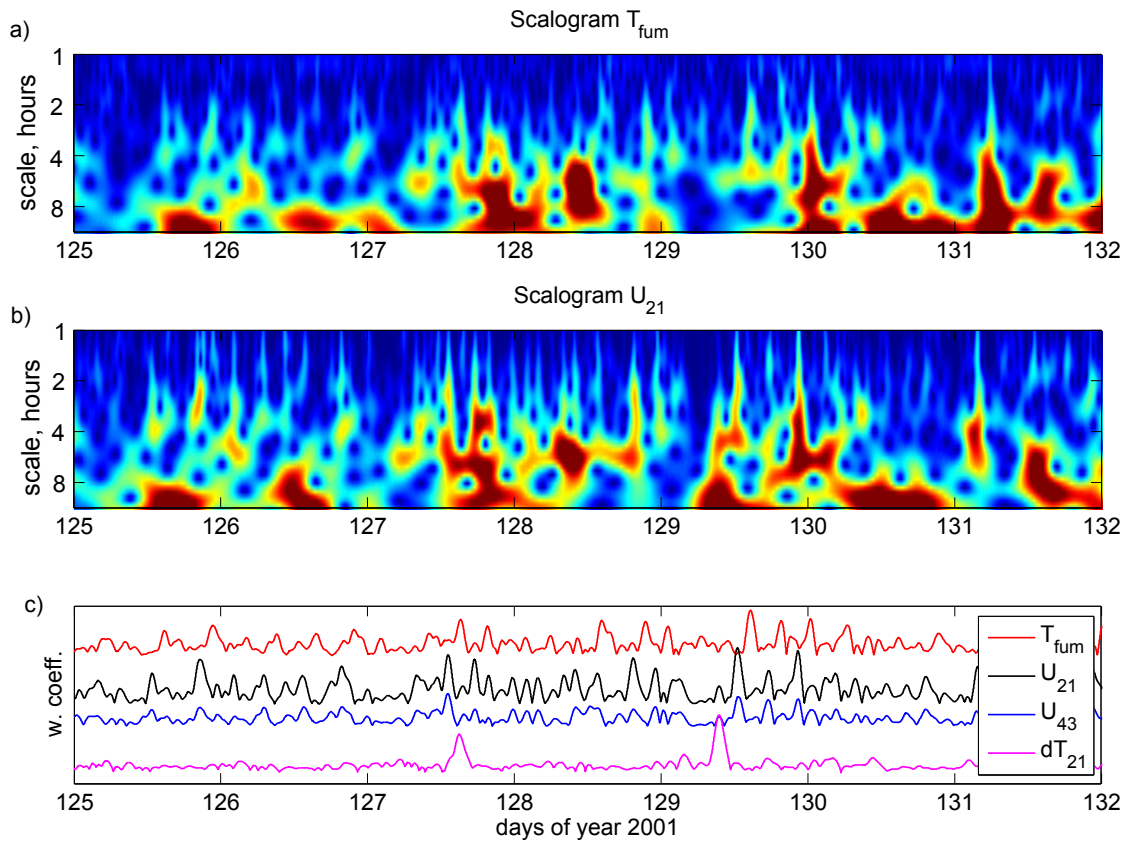 Scalogram T_fum
a)
scale, hours
1
2
4
8
125 126 127 128 129 130 131 132
Scalogram U_21
b)
scale, hours
1
2
4
8
125 126 127 128 129 130 131 132
c)
w. coeff.
T_fum
U_21
U_43
dT_21
125 126 127 128 129 130 131 132
days of year 2001